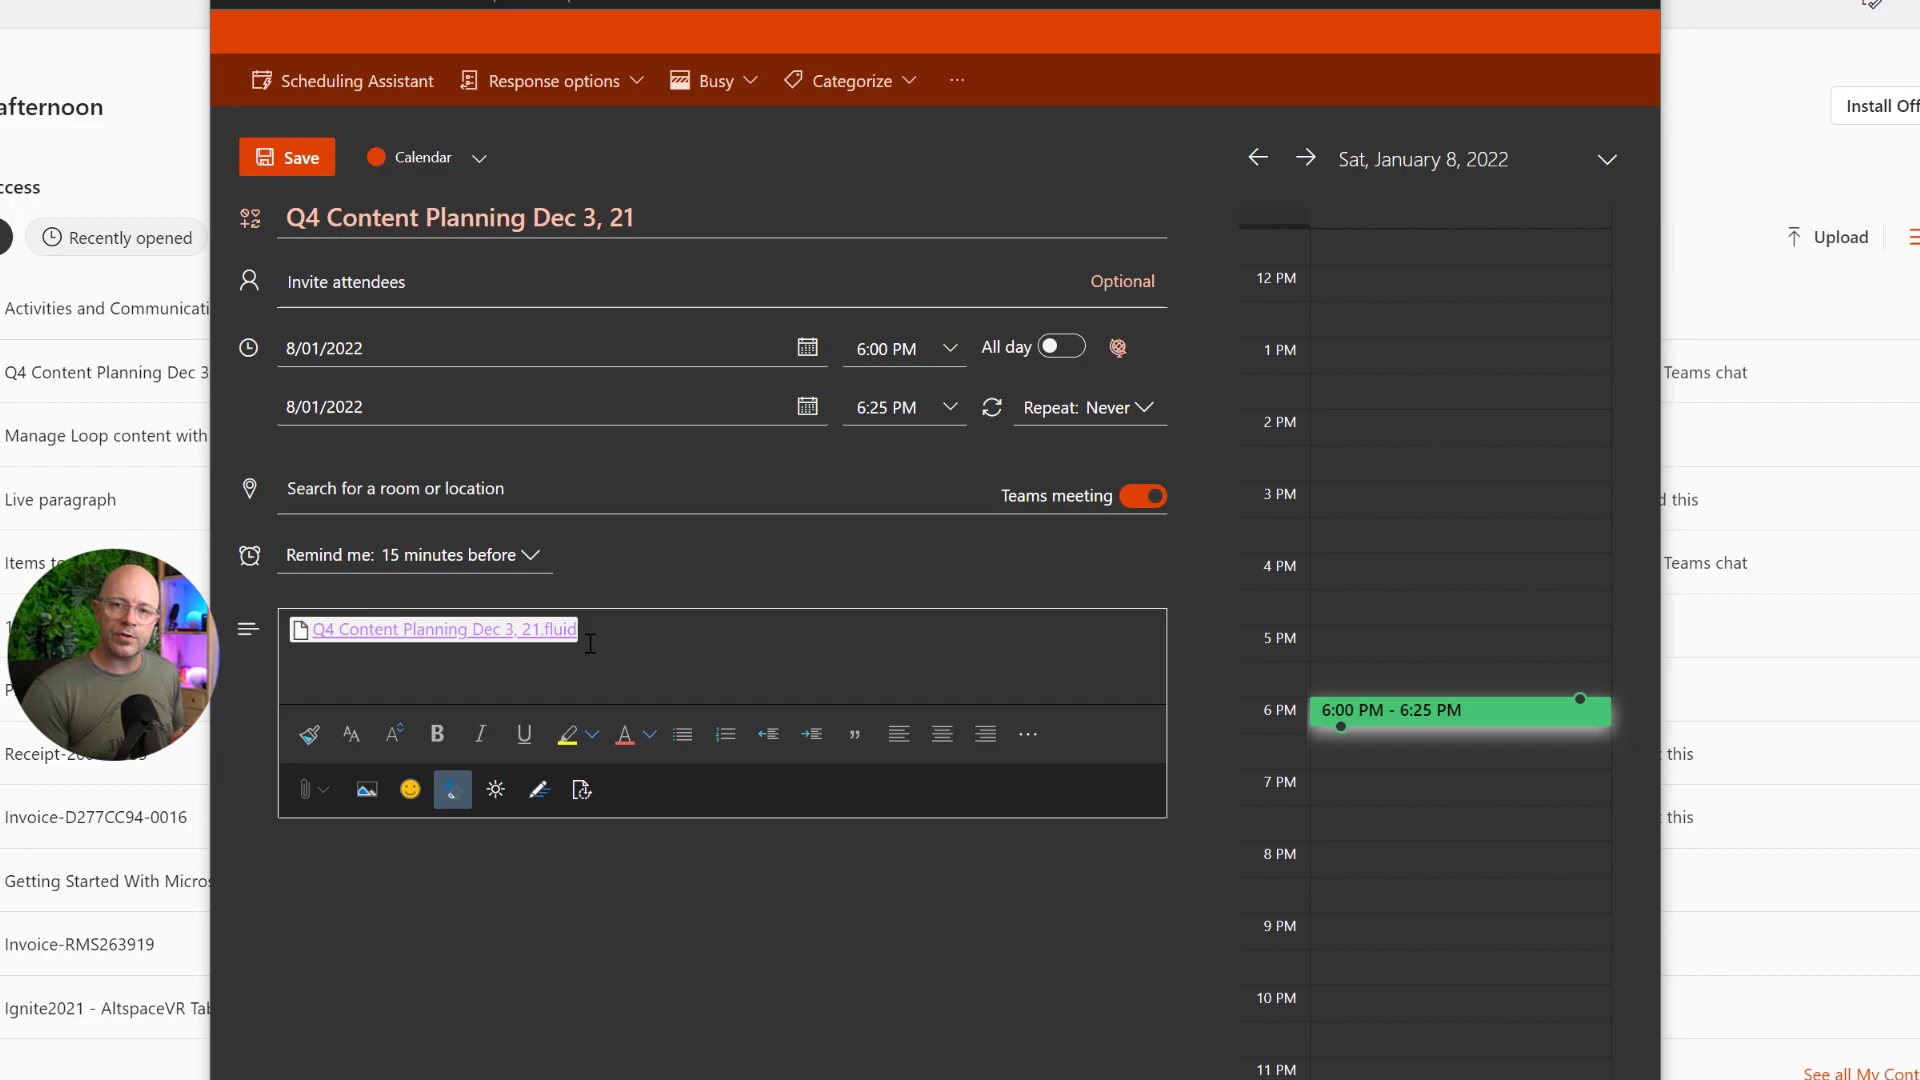 Scheduling Assistant
Response options
Busy
Categorize
afternoon
Install Off
Save
Calendar
Sat, January 8, 2022
ccess
Q4 Content Planning Dec 3, 21
Recently opened
Upload
Invite attendees
Optional
12 PM
Activities and Communicati
8/01/2022
6:00 PM
All day
1 PM
Q4 Content Planning Dec 3
Teams chat
8/01/2022
6:25 PM
Repeat: Never
2 PM
Manage Loop content with
Search for a room or location
Teams meeting
3 PM
Live paragraph
d this
Remind me: 15 minutes before
4 PM
Items to
Teams chat
Q4 Content Planning Dec 3, 21.fluid
5 PM
6 PM
6:00 PM - 6:25 PM
7 PM
t this
Invoice-D277CC94-0016
t this
8 PM
Getting Started With Micros
9 PM
Invoice-RMS263919
10 PM
Ignite2021 - AltspaceVR Tab
11 PM
See all My Cont